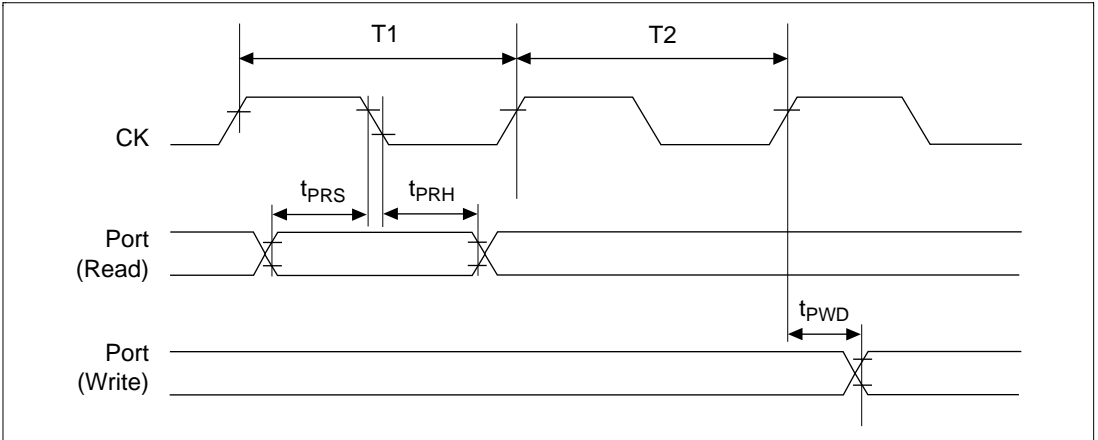 T1
T2
CK
tPRS
tPRH
Port
(Read)
tPWD
Port
(Write)